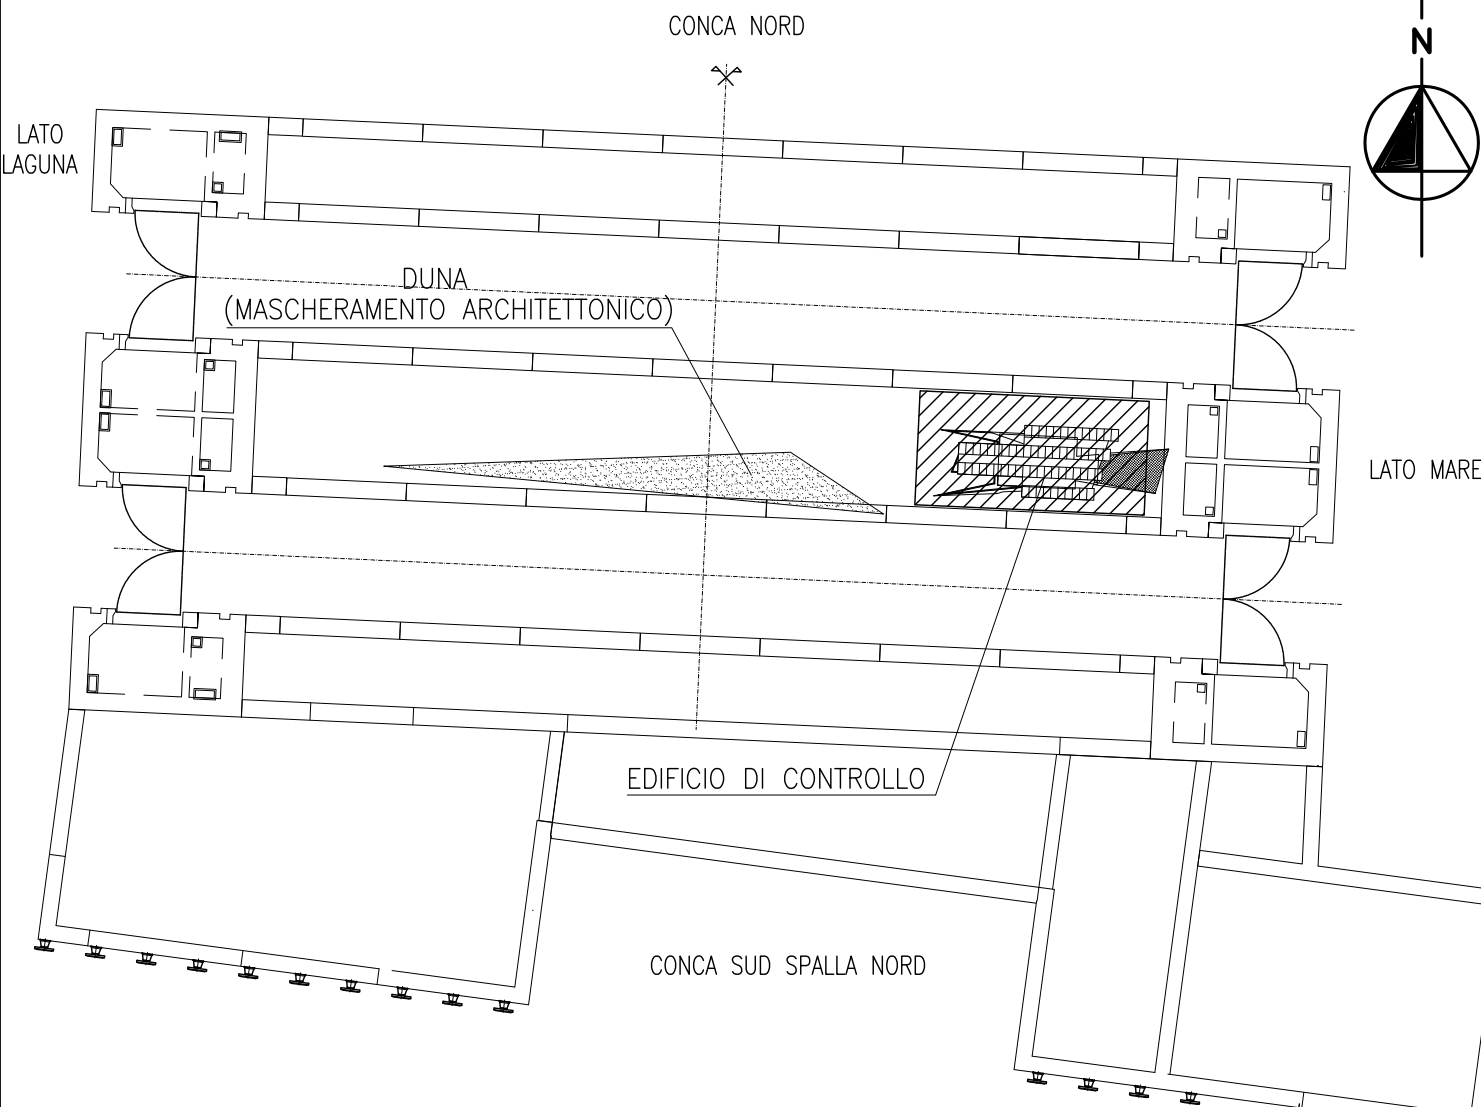 CONCA NORD
N
LATO
LAGUNA
DUNA
(MASCHERAMENTO ARCHITETTONICO)
LATO MARE
EDIFICIO DI CONTROLLO
CONCA SUD SPALLA NORD